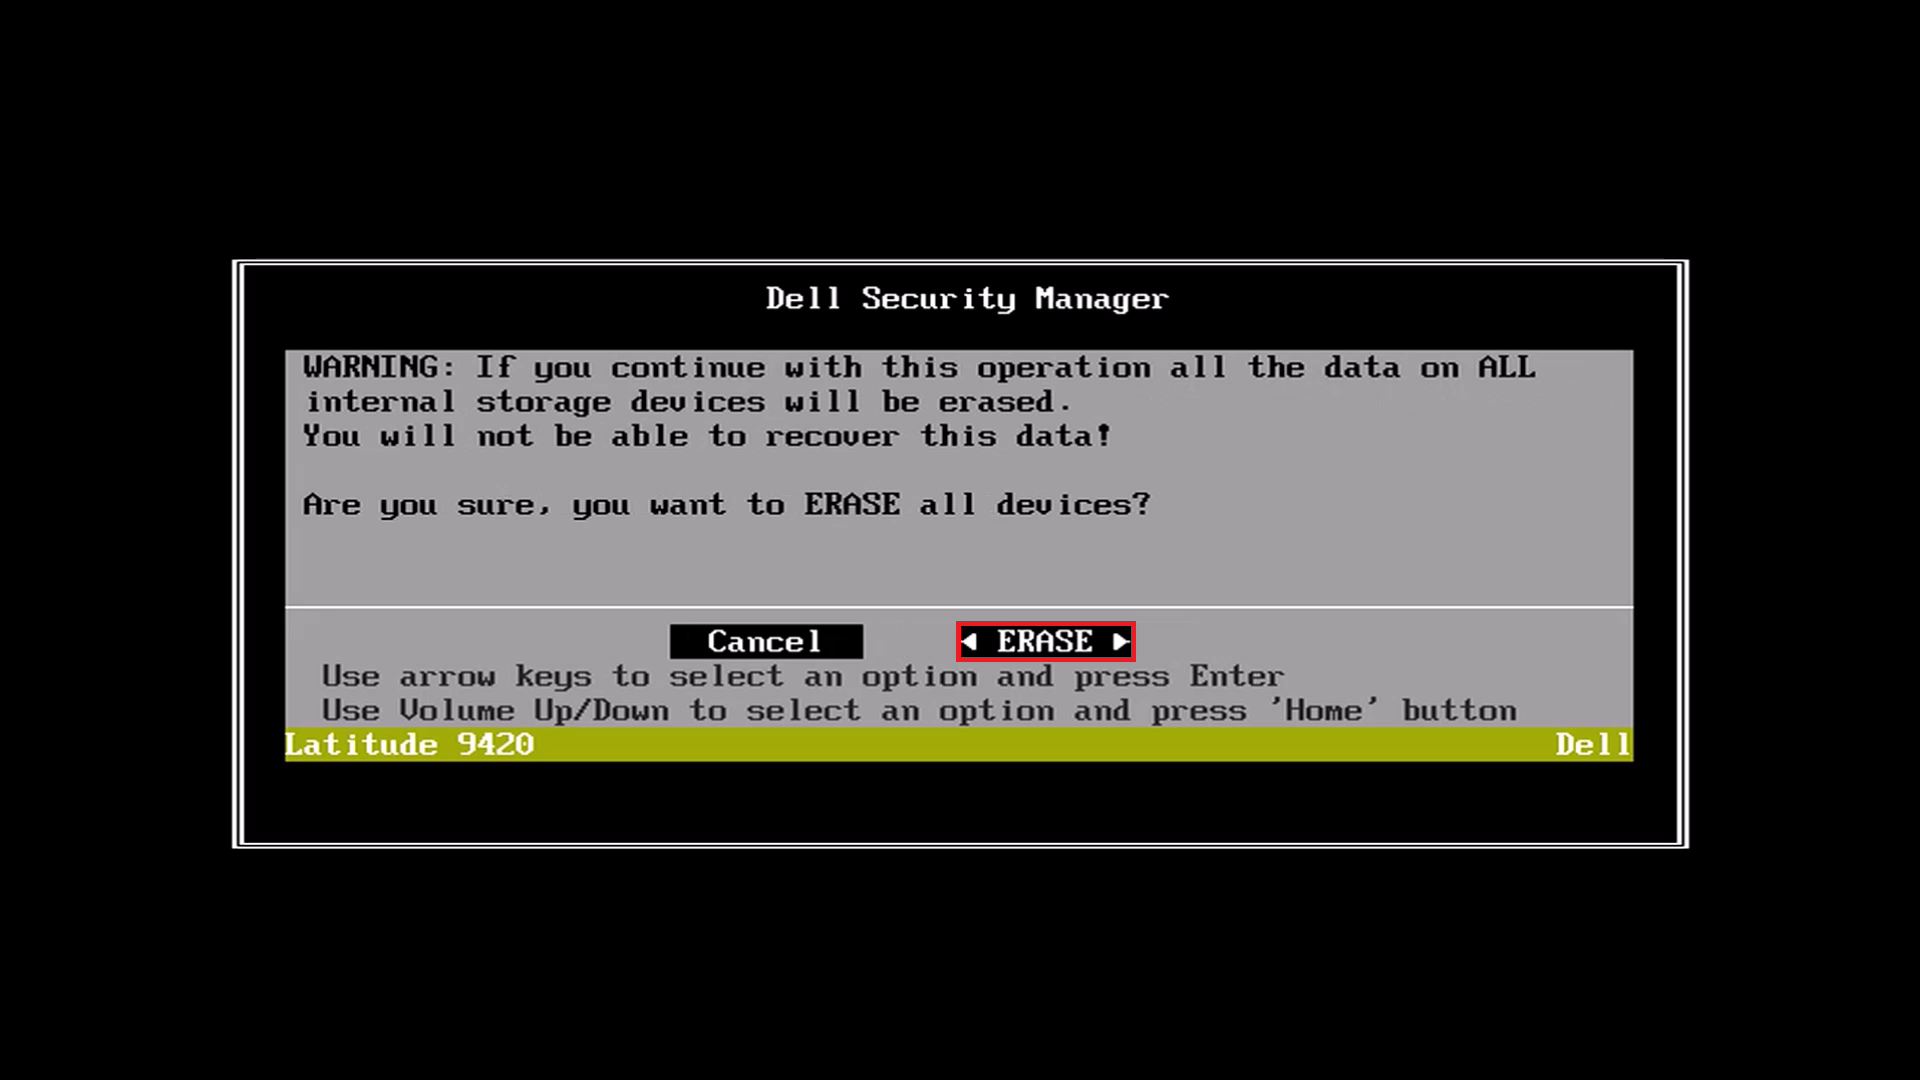 Dell Security Manager
WARNING: If you continue with this operation all the data on ALL
internal storage devices will be erased.
You will not be able to recover this data!
Are you sure, you want to ERASE all devices?
Cancel ◄ ERASE ►
Use arrow keys to select an option and press Enter
Use Volume Up/Down to select an option and press 'Home' button
Latitude 9420 Dell